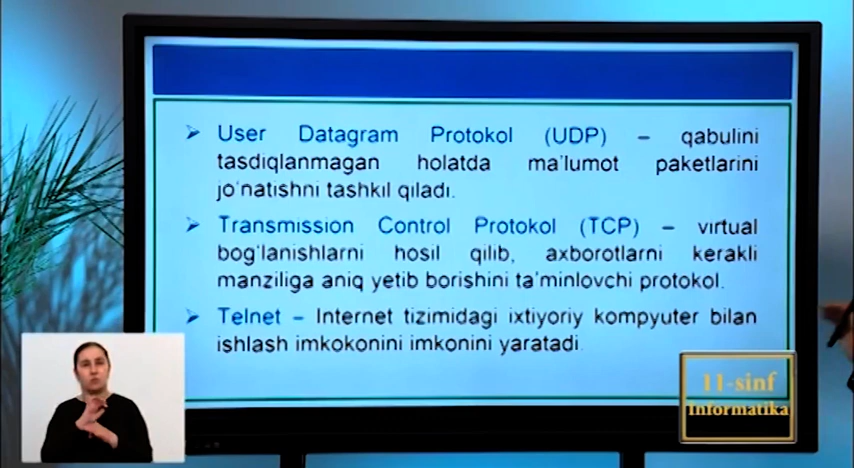 ➢ User Datagram Protokol (UDP) – qabulini
tasdiqlanmagan holatda ma'lumot paketlarini
jo'natishni tashkil qiladi.
➢ Transmission Control Protokol (TCP) – virtual
bog'lanishlarni hosil qilib, axborotlarni kerakli
manziliga aniq yetib borishini ta'minlovchi protokol.
➢ Telnet – Internet tizimidagi ixtiyoriy kompyuter bilan
ishlash imkokonini imkonini yaratadi.
11-sinf
Informatika